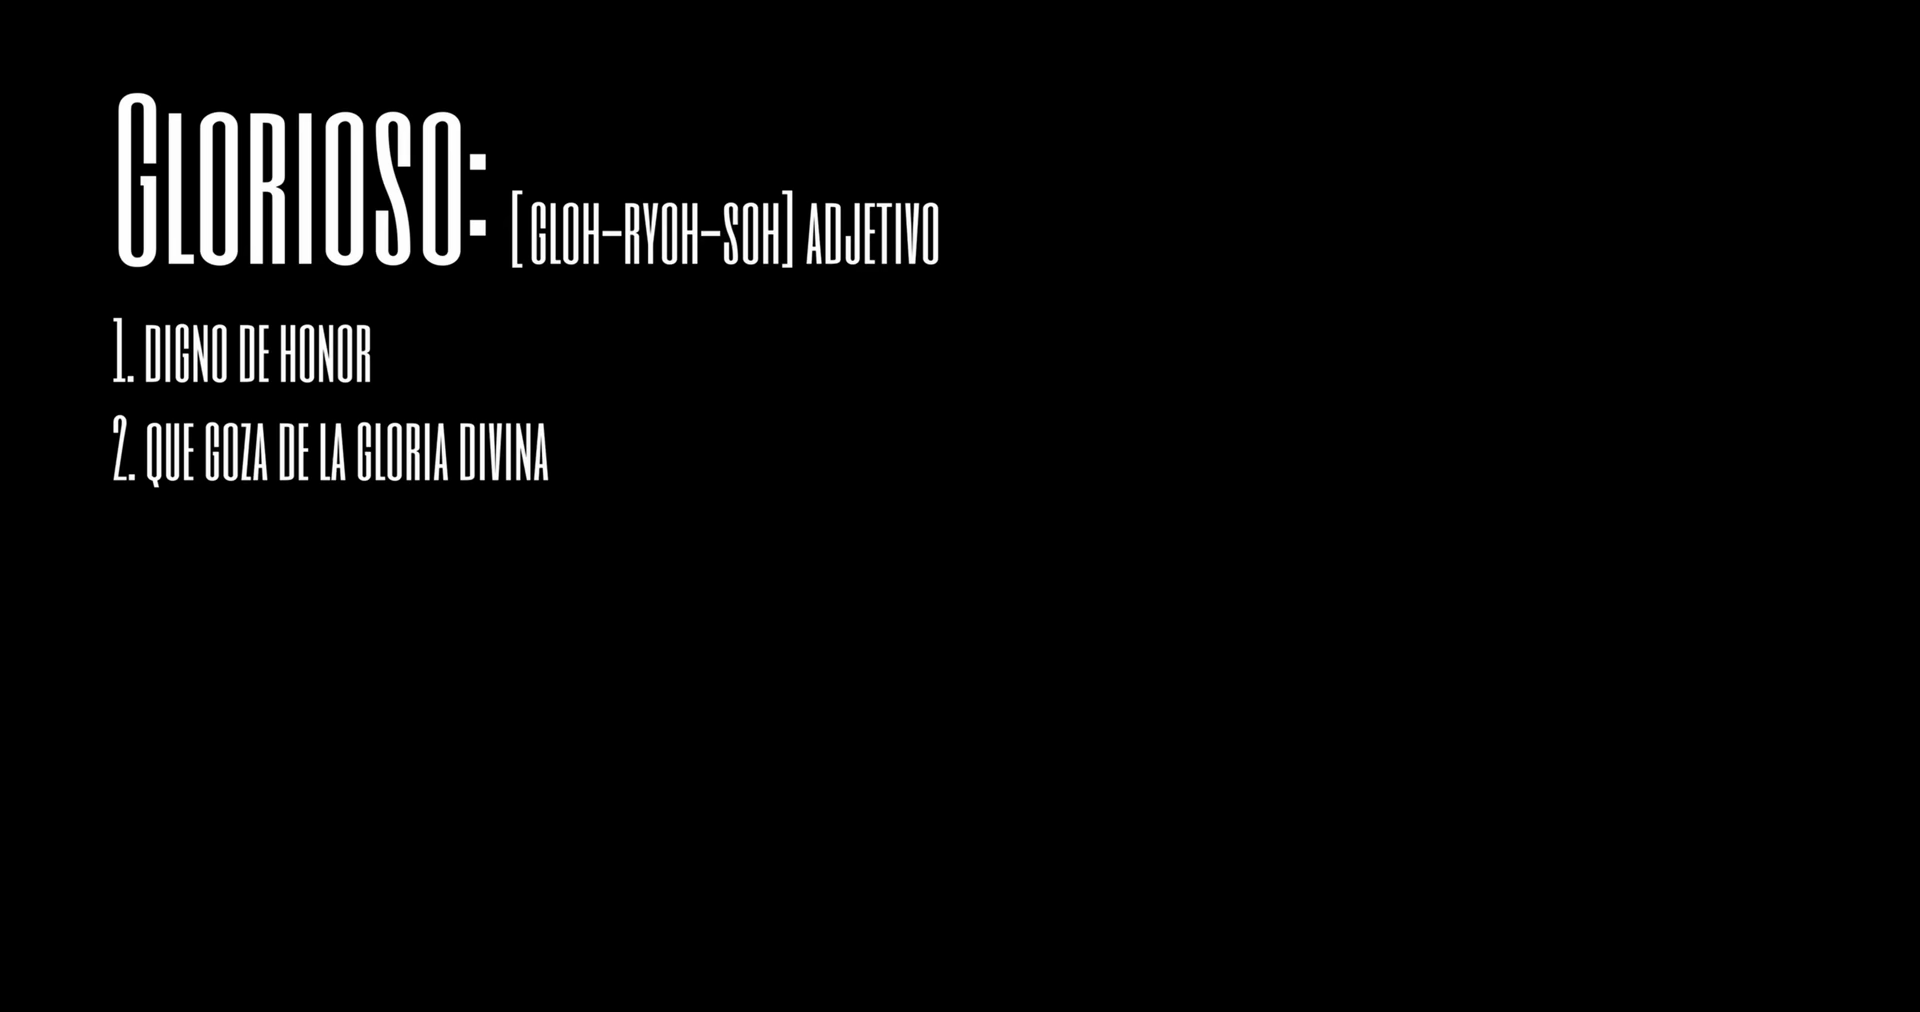 GLORIOSO: [GLOH-RYOH-SOH] ADJETIVO
1. DIGNO DE HONOR
2. QUE GOZA DE LA GLORIA DIVINA